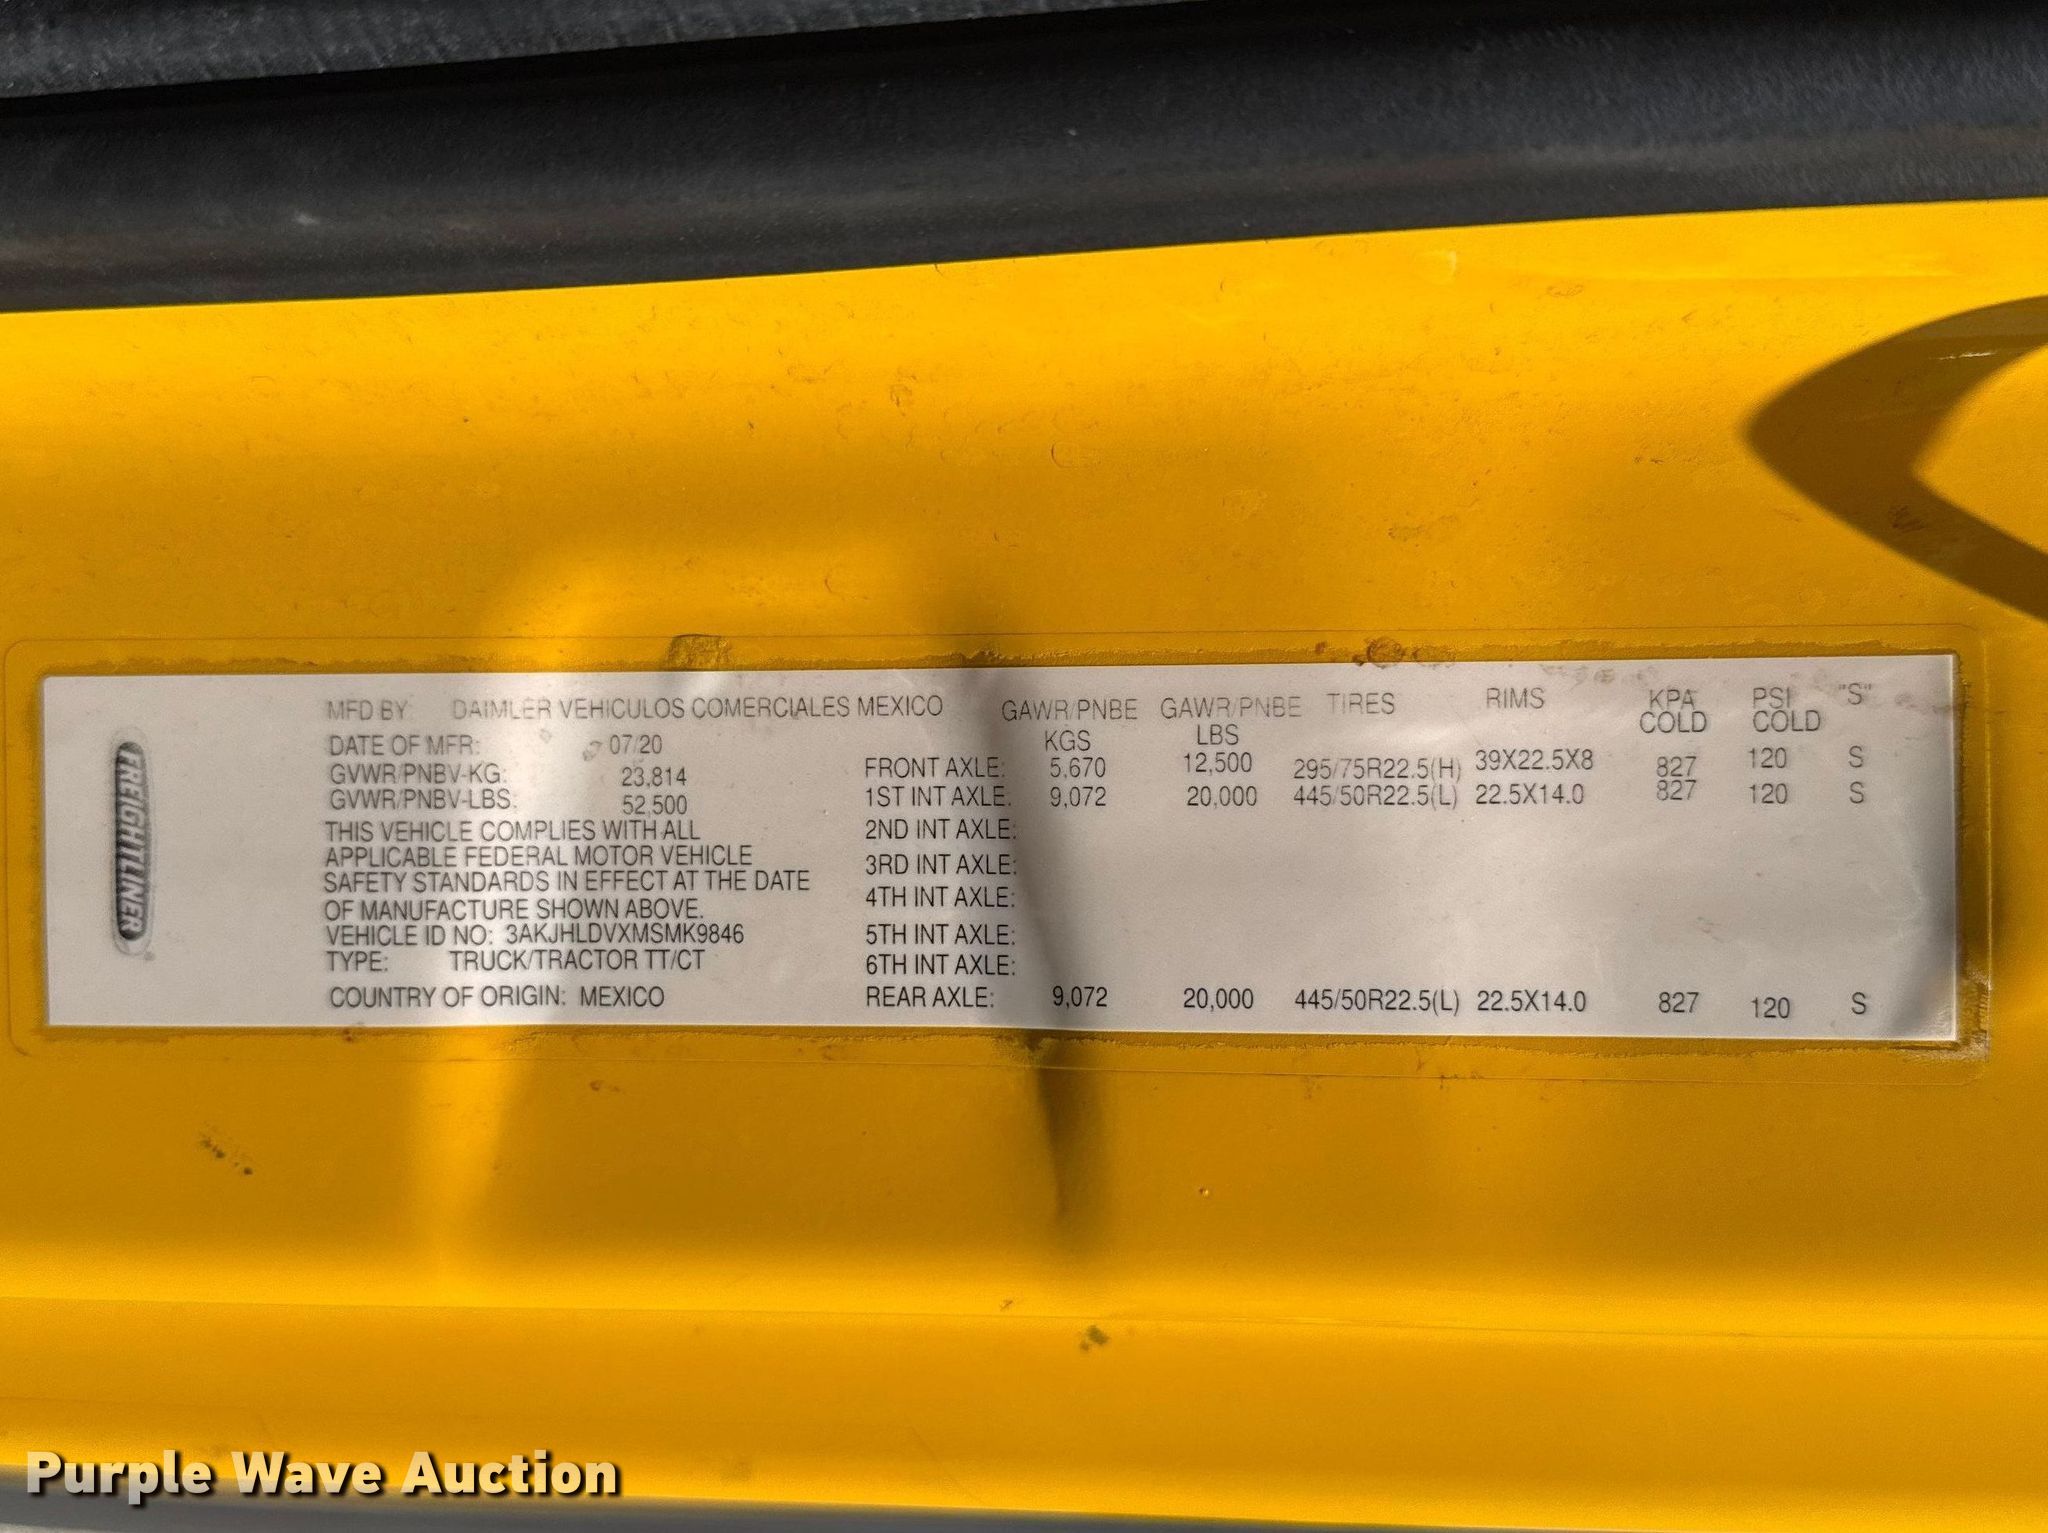 FREIGHTLINER
MFD BY: DAIMLER VEHICULOS COMERCIALES MEXICO
DATE OF MFR: 07/20
GVWR/PNBV-KG: 23,814
GVWR/PNBV-LBS: 52,500
THIS VEHICLE COMPLIES WITH ALL
APPLICABLE FEDERAL MOTOR VEHICLE
SAFETY STANDARDS IN EFFECT AT THE DATE
OF MANUFACTURE SHOWN ABOVE.
VEHICLE ID NO: 3AKJHLDVXMSMK9846
TYPE: TRUCK/TRACTOR TT/CT
COUNTRY OF ORIGIN: MEXICO
GAWR/PNBE GAWR/PNBE TIRES RIMS KPA PSI "S"
KGS LBS COLD COLD
FRONT AXLE: 5,670 12,500 295/75R22.5(H) 39X22.5X8 827 120 S
1ST INT AXLE: 9,072 20,000 445/50R22.5(L) 22.5X14.0 827 120 S
2ND INT AXLE:
3RD INT AXLE:
4TH INT AXLE:
5TH INT AXLE:
6TH INT AXLE:
REAR AXLE: 9,072 20,000 445/50R22.5(L) 22.5X14.0 827 120 S
Purple Wave Auction